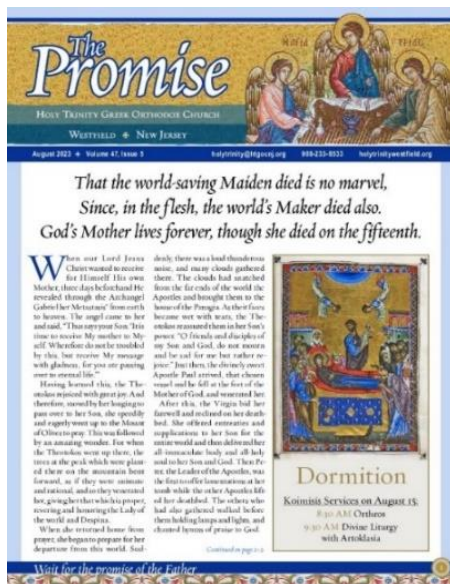 The
Promise
HOLY TRINITY GREEK ORTHODOX CHURCH
WESTFIELD NEW JERSEY
August 2023 Volume 47, Issue 5
holytrinity@htgocnj.org 908-233-8533 holytrinitywestfield.org
That the world-saving Maiden died is no marvel,
Since, in the flesh, the world's Maker died also.
God's Mother lives forever, though she died on the fifteenth.
When our Lord Jesus
Christ wanted to receive
for Himself His own
Mother, three days beforehand He
revealed through the Archangel
Gabriel her Metastasis from earth
to heaven. The angel came to her
and said, "Thus says your Son: 'It is
time to receive My mother to My-
self. Wherefore do not be troubled
by this, but receive My message
with gladness, for you are passing
over to eternal life.'"
Having learned this, the The-
otokos rejoiced with great joy. And
therefore, moved by her longing to
pass over to her Son, she speedily
and eagerly went up to the Mount
of Olives to pray. This was followed
by an amazing wonder. For when
the Theotokos went up there, the
trees at the peak which were plant-
ed there on the mountain bent
forward, as if they were animate
and rational, and so they venerated
her, giving her that which is proper,
revering and honoring the Lady of
the world and Despina.
When she returned home from
prayer, she began to prepare for her
departure from this world. Sud-
denly, there was a loud thunderous
noise, and many clouds gathered
there. The clouds had snatched
from the far ends of the world the
Apostles and brought them to the
house of the Panagia. As their faces
became wet with tears, the The-
otokos reassured them in her Son's
power: "O friends and disciples of
my Son and God, do not mourn
and be sad for me but rather re-
joice." Just then, the divinely sweet
Apostle Paul arrived, that chosen
vessel and he fell at the feet of the
Mother of God, and venerated her.
After this, the Virgin bid her
farewell and reclined on her death-
bed. She offered entreaties and
supplications to her Son for the
entire world and then delivered her
all-immaculate body and all-holy
soul to her Son and God. Then Pe-
ter, the Leader of the Apostles, was
the first to offer lamentations at her
tomb while the other Apostles lift-
ed her deathbed. The others who
had also gathered walked before
them holding lamps and lights, and
chanted hymns of praise to God.
Continued on page 2-3
Dormition
Koimisis Services on August 15:
8:30 AM Orthros
9:30 AM Divine Liturgy
with Artoklasia
Wait for the promise of the Father